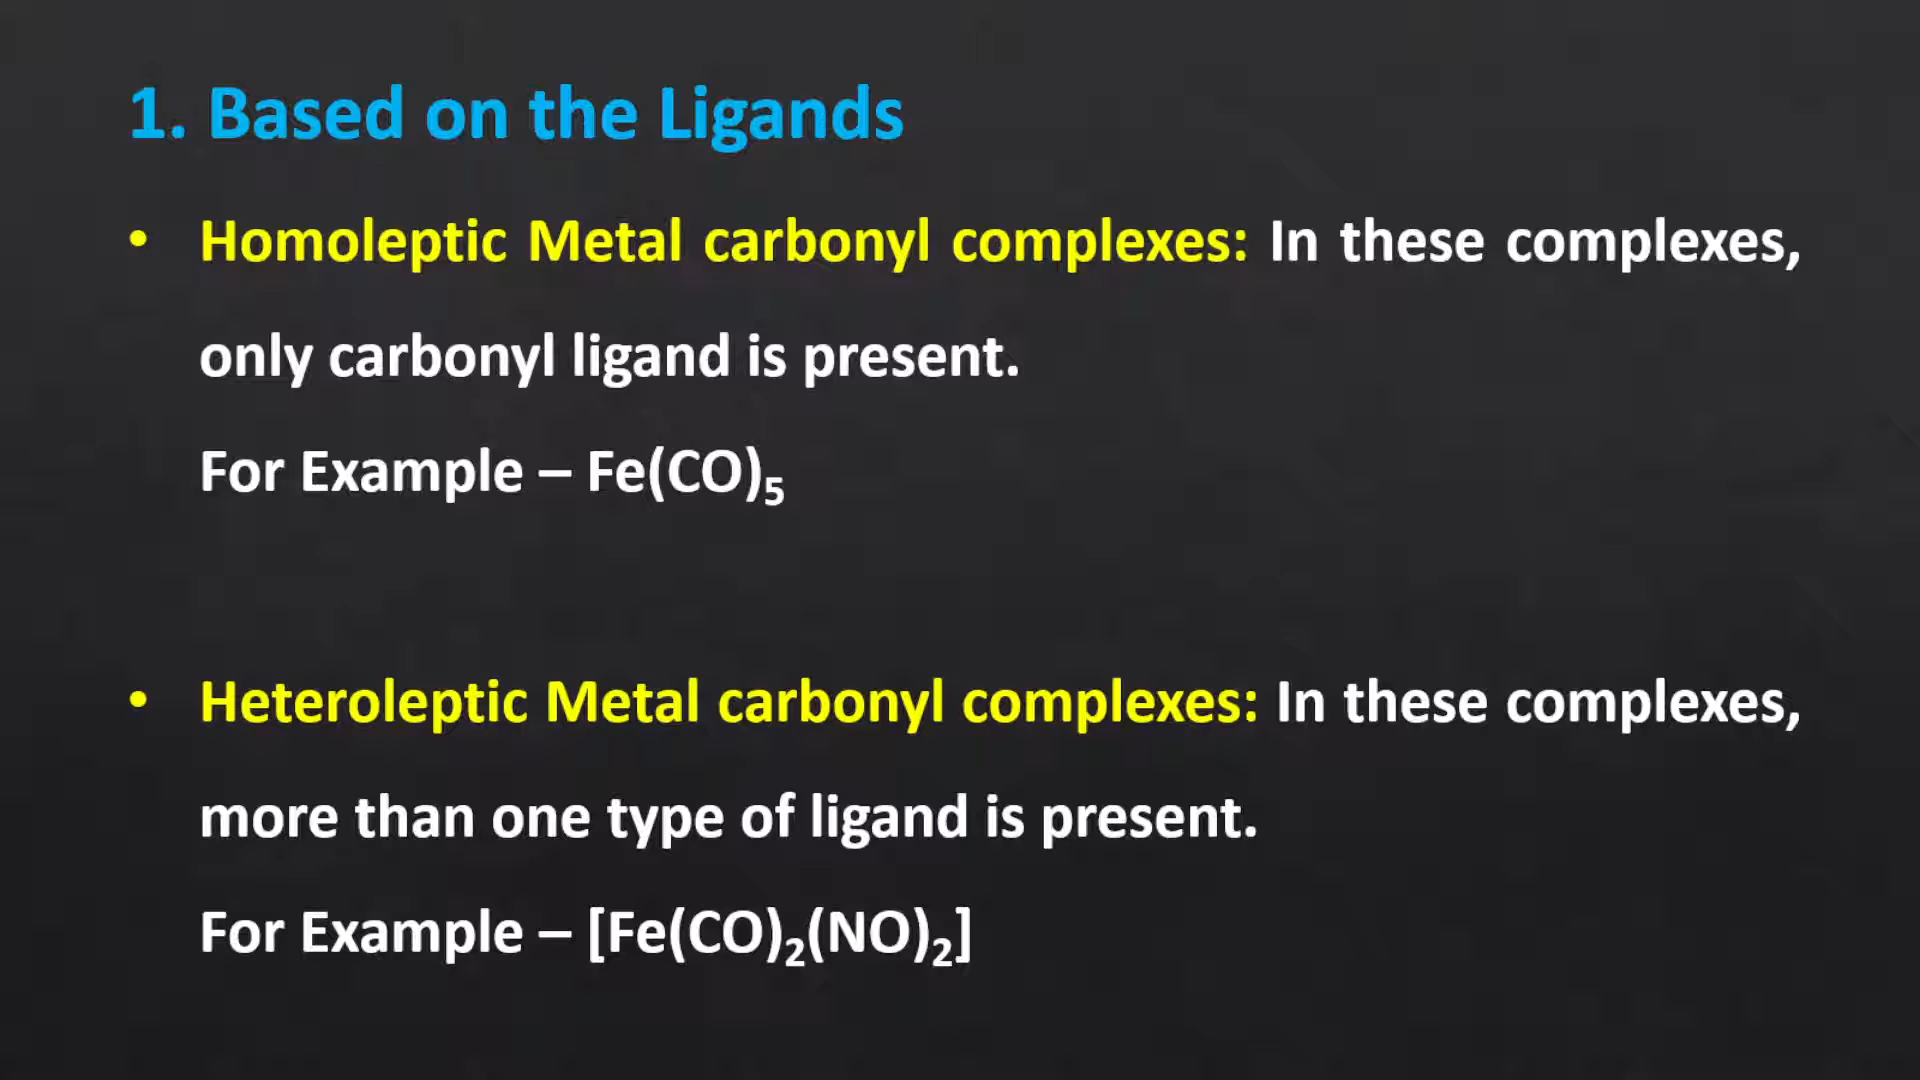 1. Based on the Ligands
• Homoleptic Metal carbonyl complexes: In these complexes,
only carbonyl ligand is present.
For Example – Fe(CO)₅
• Heteroleptic Metal carbonyl complexes: In these complexes,
more than one type of ligand is present.
For Example – [Fe(CO)₂(NO)₂]